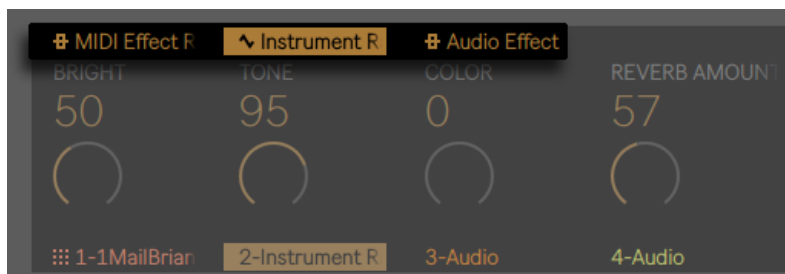 MIDI Effect R Instrument R Audio Effect
BRIGHT TONE COLOR REVERB AMOUNT
50 95 0 57
1-1MailBrian 2-Instrument R 3-Audio 4-Audio